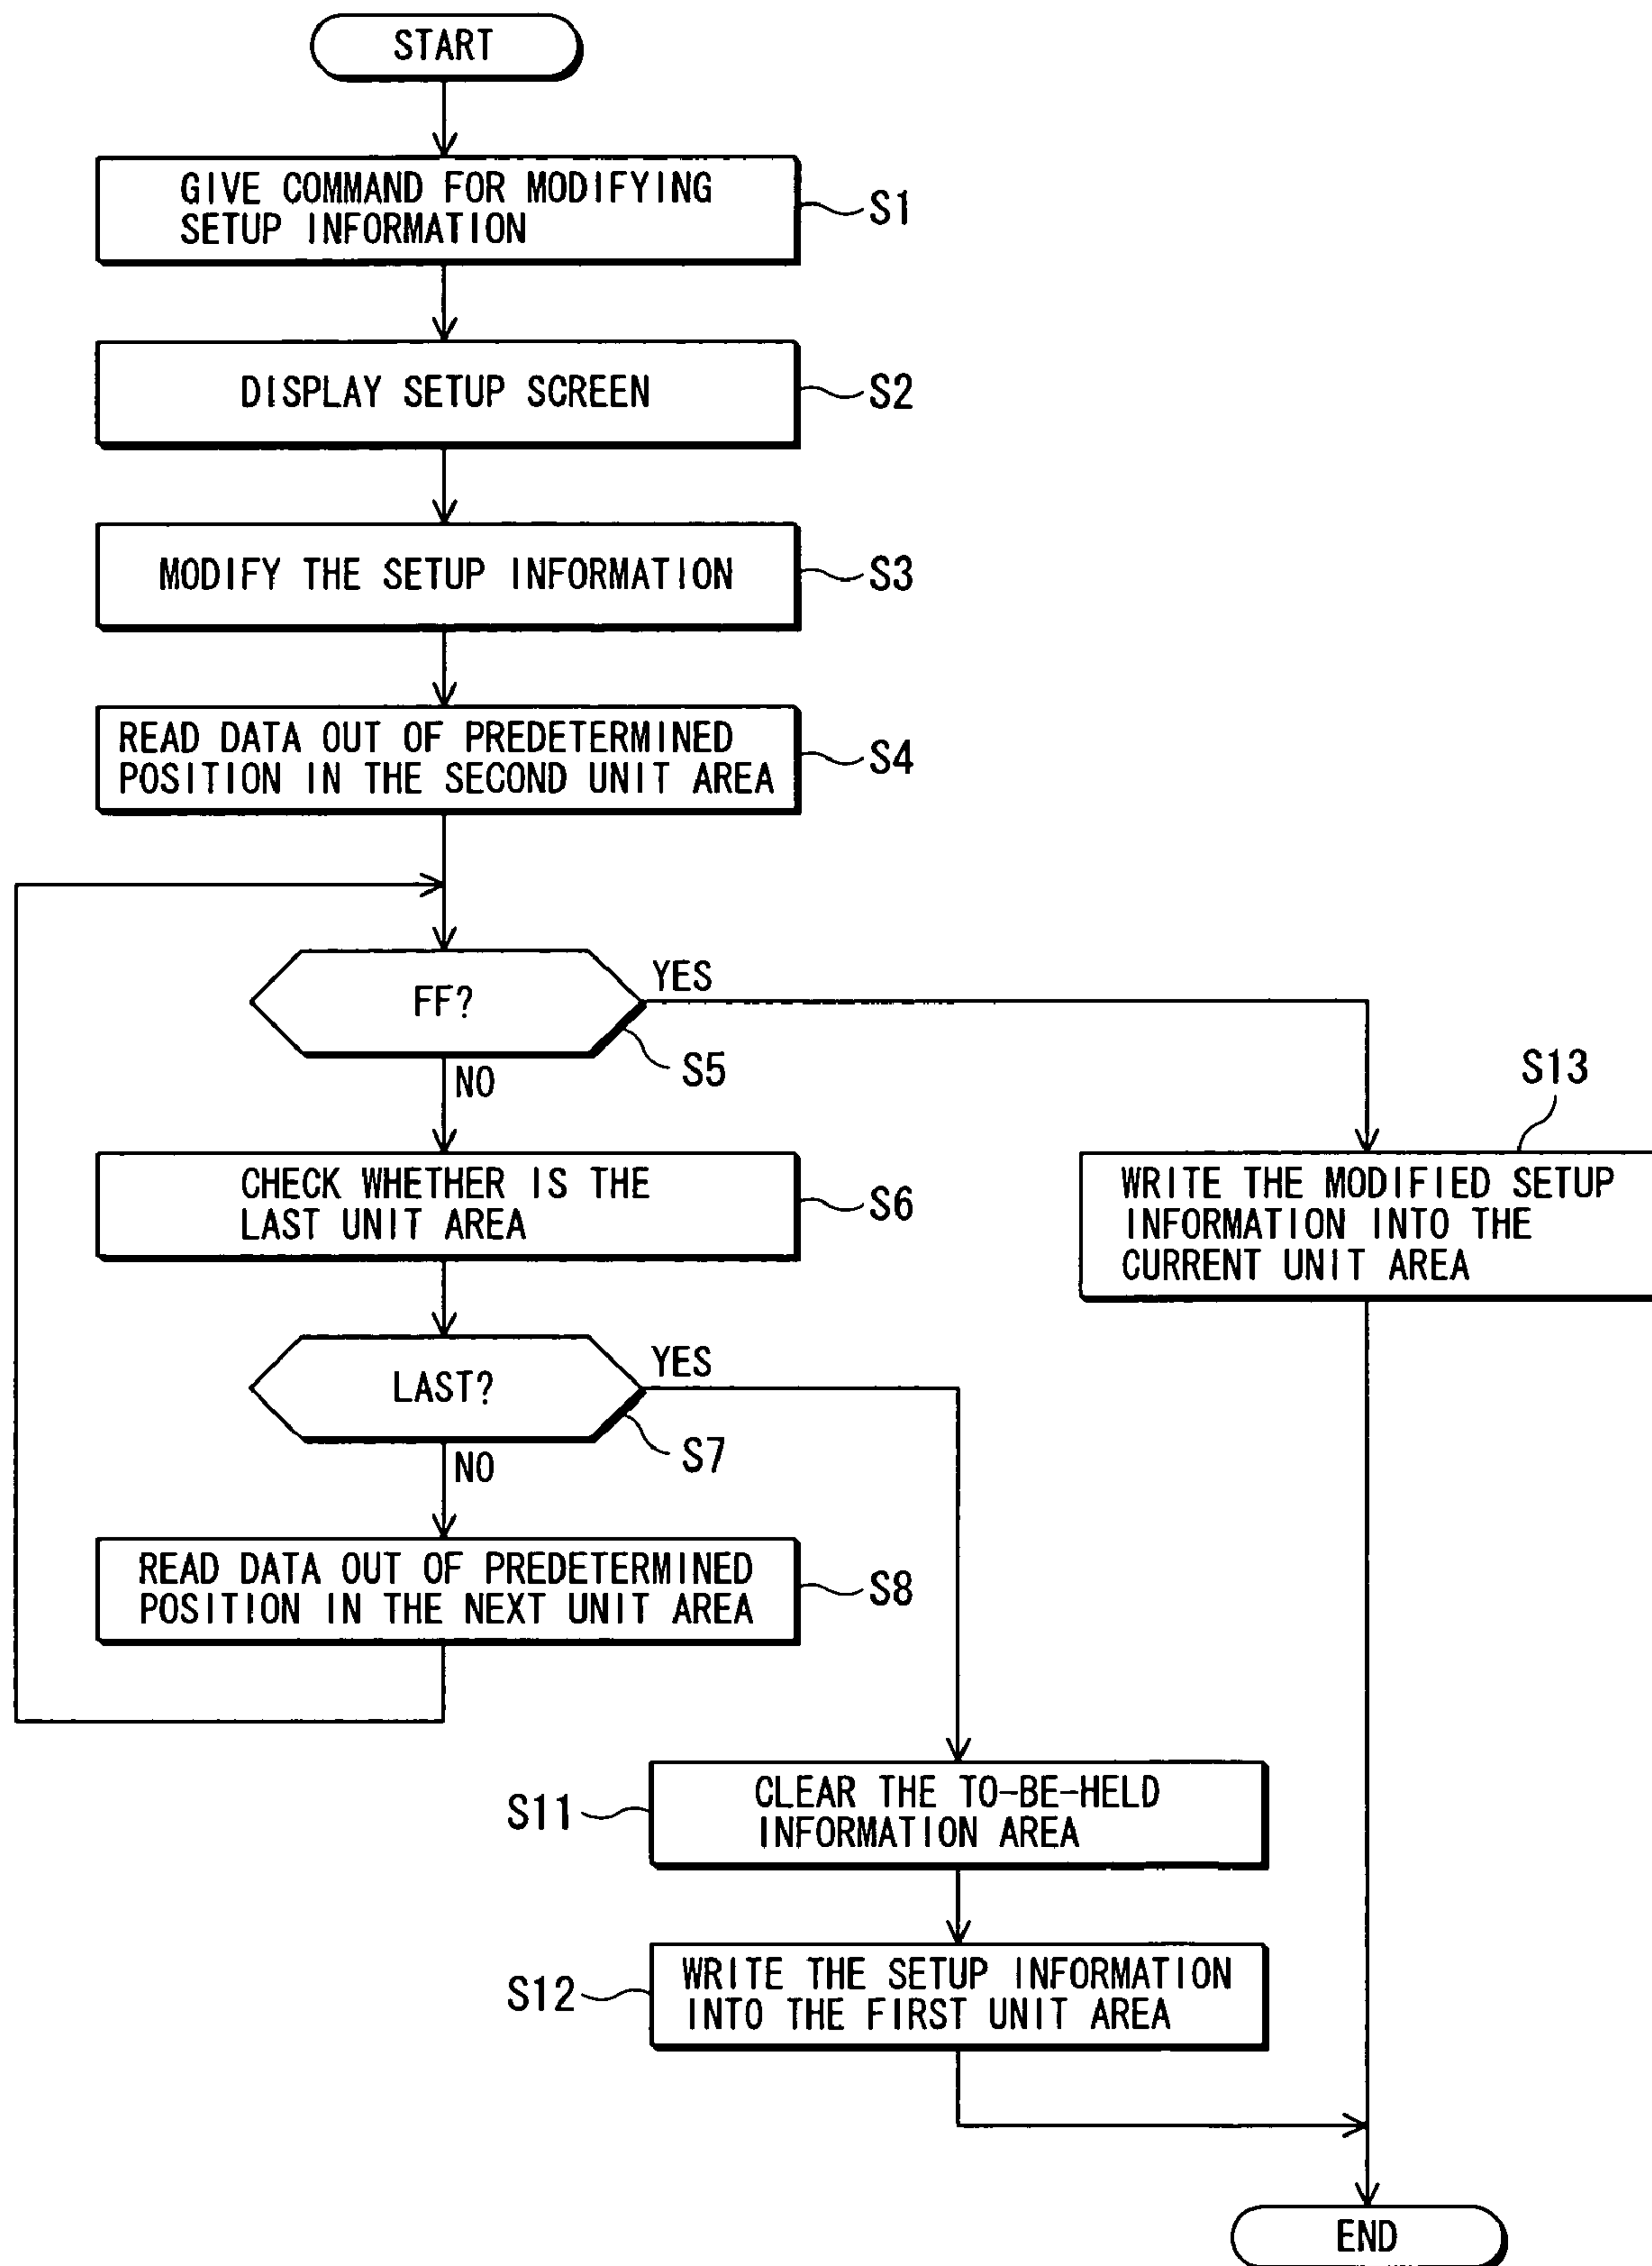 START
GIVE COMMAND FOR MODIFYING
SETUP INFORMATION
S1
DISPLAY SETUP SCREEN
S2
MODIFY THE SETUP INFORMATION
S3
READ DATA OUT OF PREDETERMINED
POSITION IN THE SECOND UNIT AREA
S4
FF?
YES
S5
NO
S13
WRITE THE MODIFIED SETUP
INFORMATION INTO THE
CURRENT UNIT AREA
CHECK WHETHER IS THE
LAST UNIT AREA
S6
LAST?
YES
S7
NO
READ DATA OUT OF PREDETERMINED
POSITION IN THE NEXT UNIT AREA
S8
S11
CLEAR THE TO-BE-HELD
INFORMATION AREA
S12
WRITE THE SETUP INFORMATION
INTO THE FIRST UNIT AREA
END